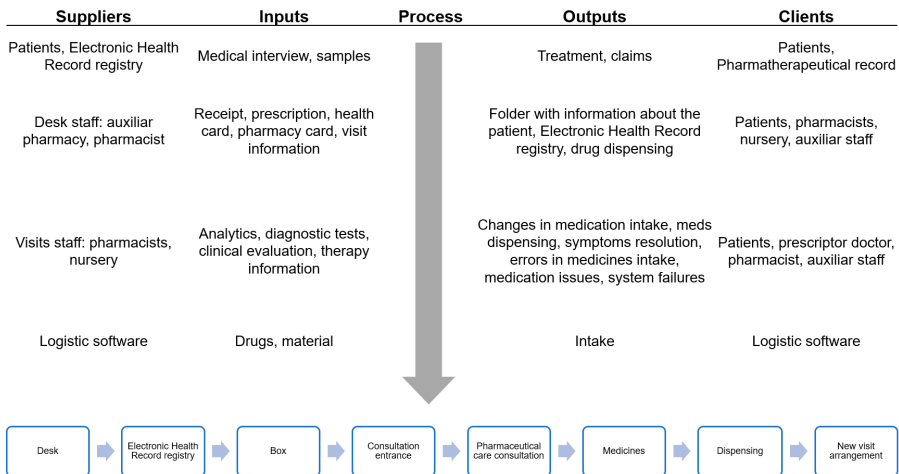 Suppliers Inputs Process Outputs Clients
Patients, Electronic Health
Record registry
Medical interview, samples
Treatment, claims
Patients,
Pharmatherapeutical record
Desk staff: auxiliar
pharmacy, pharmacist
Receipt, prescription, health
card, pharmacy card, visit
information
Folder with information about the
patient, Electronic Health Record
registry, drug dispensing
Patients, pharmacists,
nursery, auxiliar staff
Visits staff: pharmacists,
nursery
Analytics, diagnostic tests,
clinical evaluation, therapy
information
Changes in medication intake, meds
dispensing, symptoms resolution,
errors in medicines intake,
medication issues, system failures
Patients, prescriptor doctor,
pharmacist, auxiliar staff
Logistic software
Drugs, material
Intake
Logistic software
Desk
Electronic Health
Record registry
Box
Consultation
entrance
Pharmaceutical
care consultation
Medicines
Dispensing
New visit
arrangement